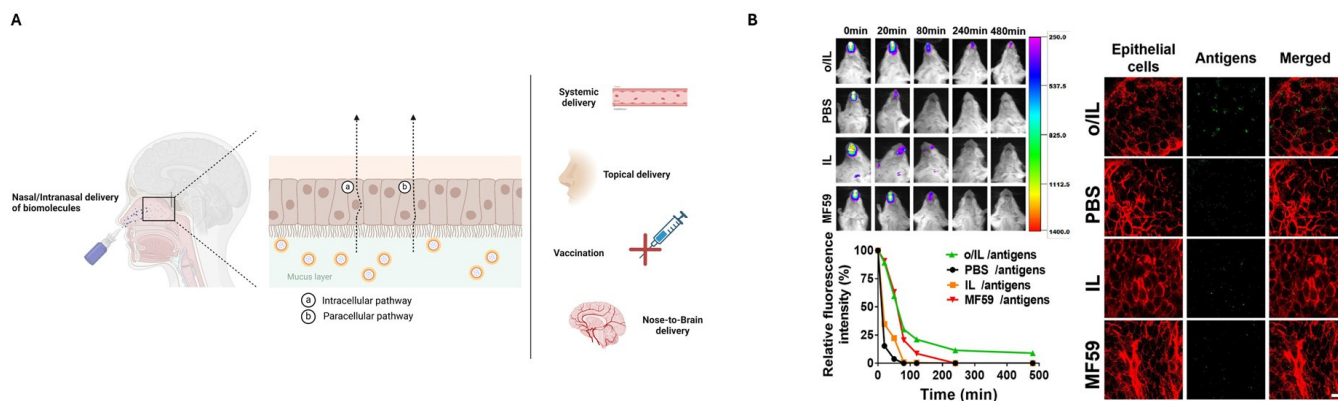 A
Nasal/Intranasal delivery
of biomolecules
a
b
Mucus layer
a Intracellular pathway
b Paracellular pathway
Systemic
delivery
Topical delivery
Vaccination
Nose-to-Brain
delivery
B
0min 20min 80min 240min 480min
o/IL
PBS
IL
MF59
250.0
537.5
825.0
1112.5
1400.0
Relative fluorescence
intensity (%)
100
75
50
25
0
0 100 200 300 400 500
Time (min)
o/IL /antigens
PBS /antigens
IL /antigens
MF59 /antigens
Epithelial
cells
Antigens
Merged
o/IL
PBS
IL
MF59